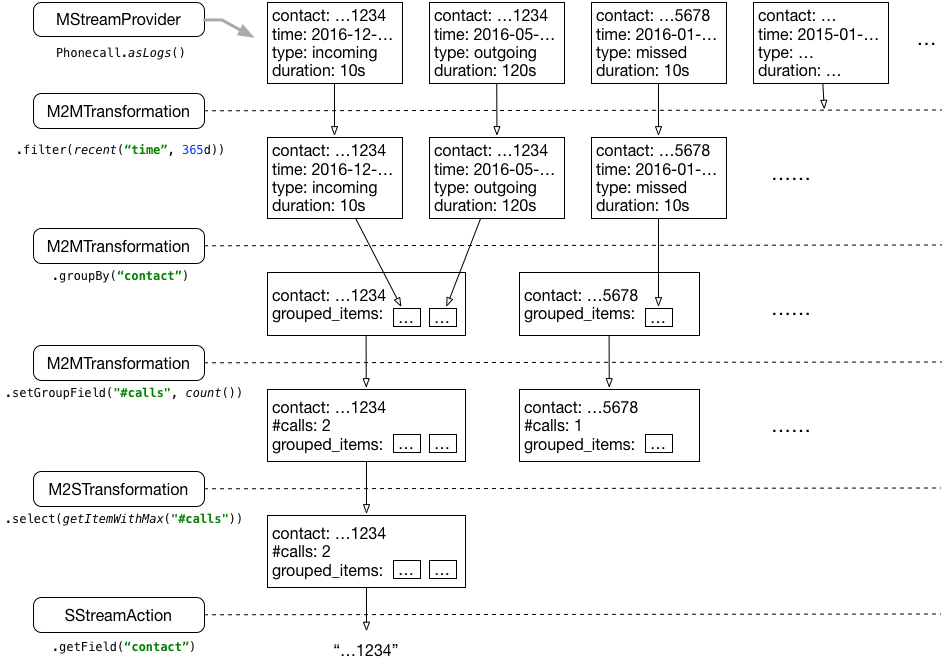 MStreamProvider
Phonecall.asLogs()
contact: …1234
time: 2016-12-…
type: incoming
duration: 10s
contact: …1234
time: 2016-05-…
type: outgoing
duration: 120s
contact: …5678
time: 2016-01-…
type: missed
duration: 10s
contact: …
time: 2015-01-…
type: …
duration: …
…
M2MTransformation
.filter(recent(“time”, 365d))
contact: …1234
time: 2016-12-…
type: incoming
duration: 10s
contact: …1234
time: 2016-05-…
type: outgoing
duration: 120s
contact: …5678
time: 2016-01-…
type: missed
duration: 10s
……
M2MTransformation
.groupBy(“contact”)
contact: …1234
grouped_items: … …
contact: …5678
grouped_items: …
……
M2MTransformation
.setGroupField("#calls", count())
contact: …1234
#calls: 2
grouped_items: … …
contact: …5678
#calls: 1
grouped_items: …
……
M2STransformation
.select(getItemWithMax("#calls"))
contact: …1234
#calls: 2
grouped_items: … …
SStreamAction
.getField(“contact”)
“…1234”